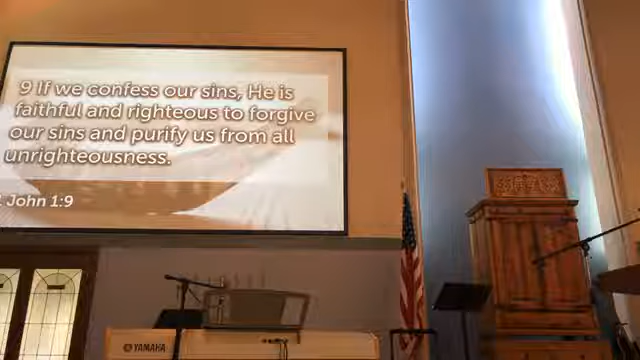 9 If we confess our sins, He is
faithful and righteous to forgive
our sins and purify us from all
unrighteousness.
1 John 1:9
YAMAHA